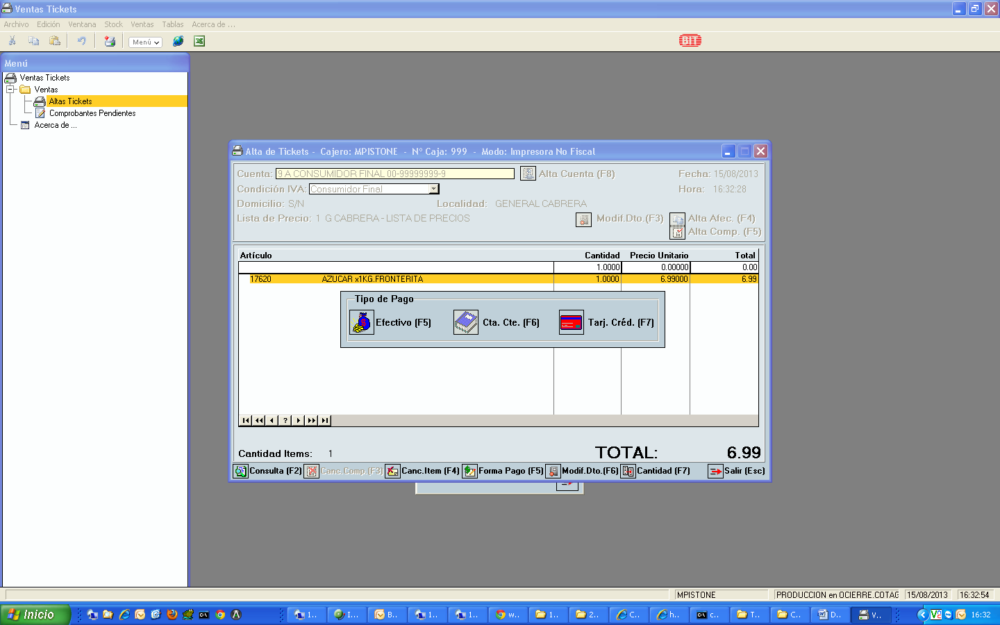 Ventas Tickets
Archivo Edición Ventana Stock Ventas Tablas Acerca de ...
Menú
Menú
Ventas Tickets
Ventas
Altas Tickets
Comprobantes Pendientes
Acerca de ...
Alta de Tickets - Cajero: MPISTONE - Nº Caja: 999 - Modo: Impresora No Fiscal
Cuenta: 9 A CONSUMIDOR FINAL 00-99999999-9 Alta Cuenta (F8) Fecha: 15/08/2013
Condición IVA: Consumidor Final Hora: 16:32:28
Domicilio: S/N Localidad: GENERAL CABRERA
Lista de Precio: 1 G CABRERA - LISTA DE PRECIOS Modif.Dto.(F3) Alta Afec. (F4)
Alta Comp. (F5)
Artículo Cantidad Precio Unitario Total
1.0000 0.00000 0.00
17620 AZUCAR x1KG.FRONTERITA 1.0000 6.99000 6.99
Tipo de Pago
Efectivo (F5) Cta. Cte. (F6) Tarj. Créd. (F7)
Cantidad Items: 1 TOTAL: 6.99
Consulta (F2) Canc.Comp.(F3) Canc.Item (F4) Forma Pago (F5) Modif.Dto.(F6) Cantidad (F7) Salir (Esc)
MPISTONE PRODUCCION en OCIERRE.COTAG 15/08/2013 16:32:54
Inicio 1.. I... B.. 1.. 1.. w.. 1.. 2.. C.. h.. c.. T.. C.. D.. V.. 16:32